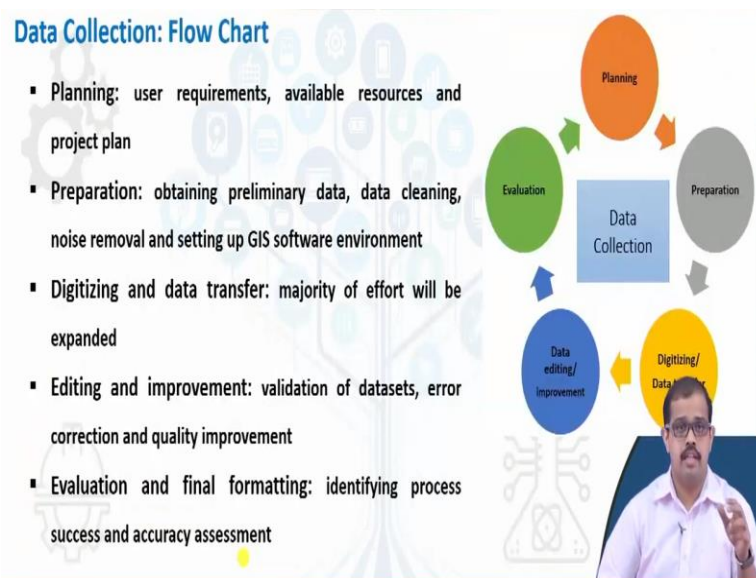 Data Collection: Flow Chart
▪ Planning: user requirements, available resources and
project plan
▪ Preparation: obtaining preliminary data, data cleaning,
noise removal and setting up GIS software environment
▪ Digitizing and data transfer: majority of effort will be
expanded
▪ Editing and improvement: validation of datasets, error
correction and quality improvement
▪ Evaluation and final formatting: identifying process
success and accuracy assessment
Planning
Evaluation
Preparation
Data
Collection
Data
editing/
improvement
Digitizing/
Data